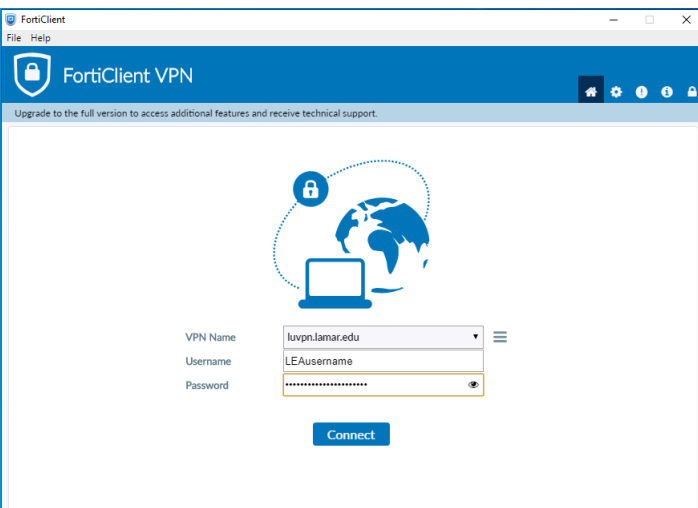 FortiClient
File Help
FortiClient VPN
Upgrade to the full version to access additional features and receive technical support.
VPN Name luvpn.lamar.edu
Username LEAusername
Password ••••••••••••••••••••••
Connect